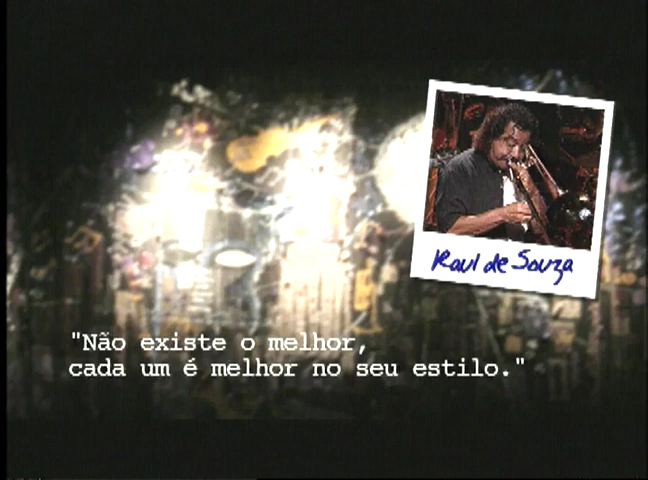 Raul de Souza
"Não existe o melhor,
cada um é melhor no seu estilo."